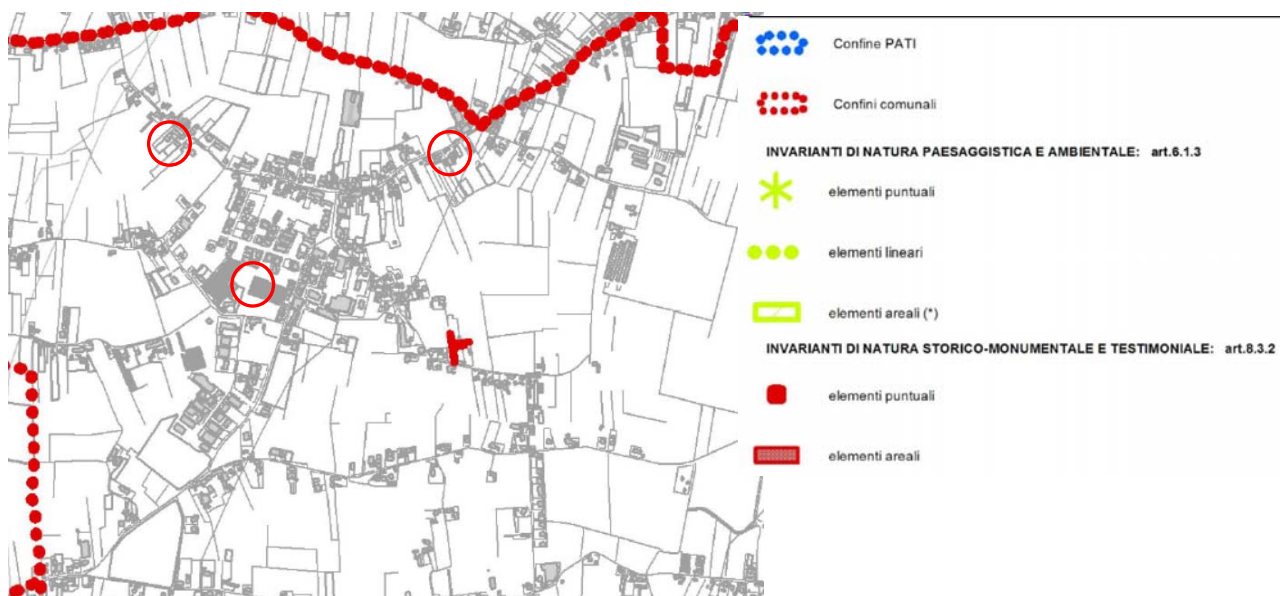 Confine PATI
Confini comunali
INVARIANTI DI NATURA PAESAGGISTICA E AMBIENTALE: art.6.1.3
elementi puntuali
elementi lineari
elementi areali (*)
INVARIANTI DI NATURA STORICO-MONUMENTALE E TESTIMONIALE: art.8.3.2
elementi puntuali
elementi areali